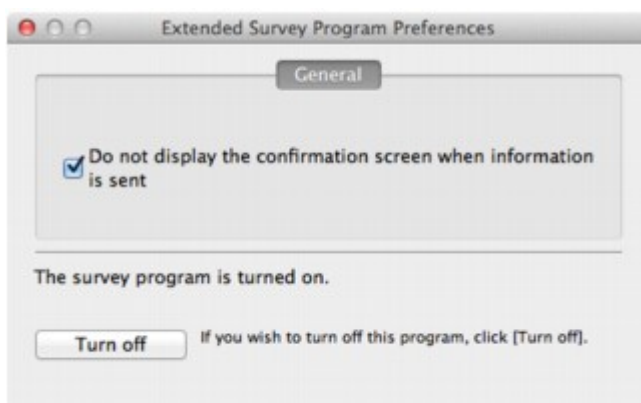 Extended Survey Program Preferences
General
Do not display the confirmation screen when information
is sent
The survey program is turned on.
Turn off
If you wish to turn off this program, click [Turn off].